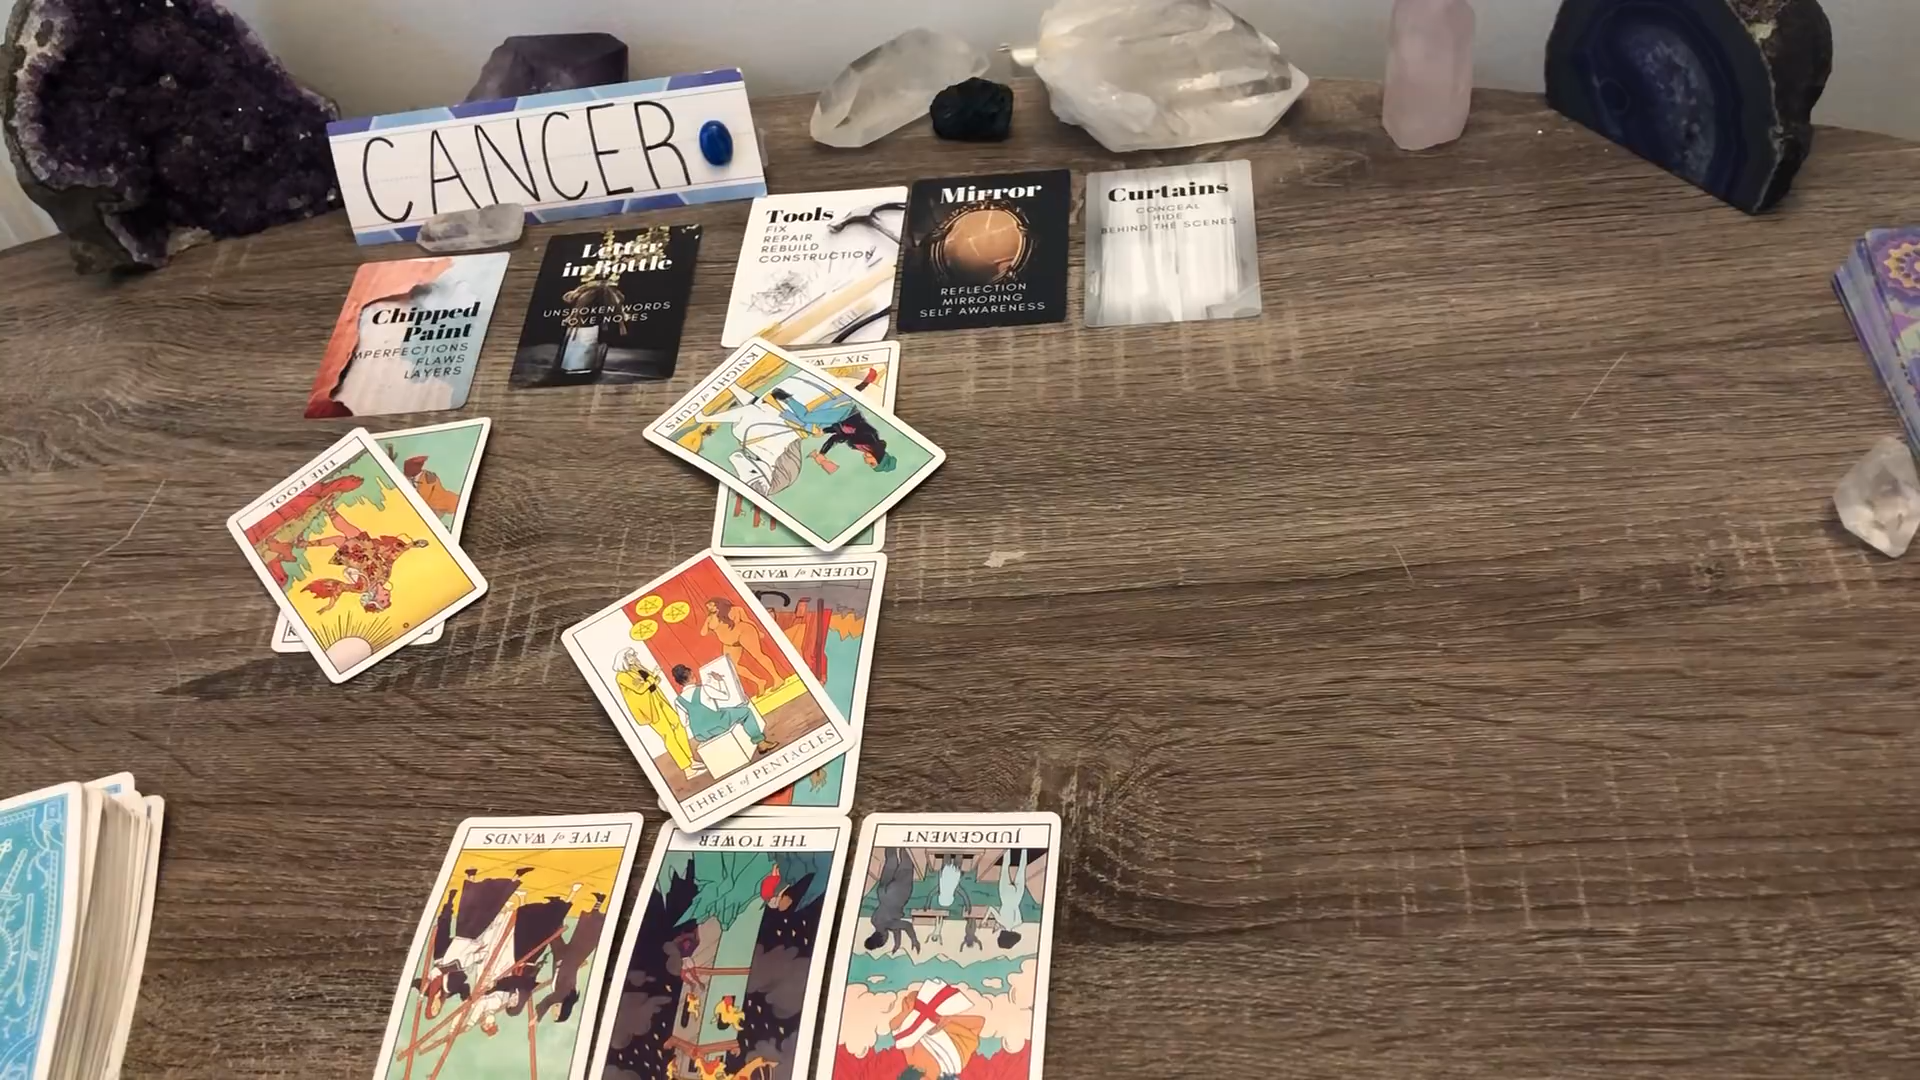 CANCER
Chipped
Paint
IMPERFECTIONS
FLAWS
LAYERS
Letter
in Bottle
UNSPOKEN WORDS
LOVE NOTES
Tools
FIX
REPAIR
REBUILD
CONSTRUCTION
Mirror
REFLECTION
MIRRORING
SELF AWARENESS
Curtains
CONCEAL
HIDE
BEHIND THE SCENES
KNIGHT of CUPS
SIX of
THE FOOL
QUEEN of WANDS
THREE of PENTACLES
FIVE of WANDS
THE TOWER
JUDGEMENT